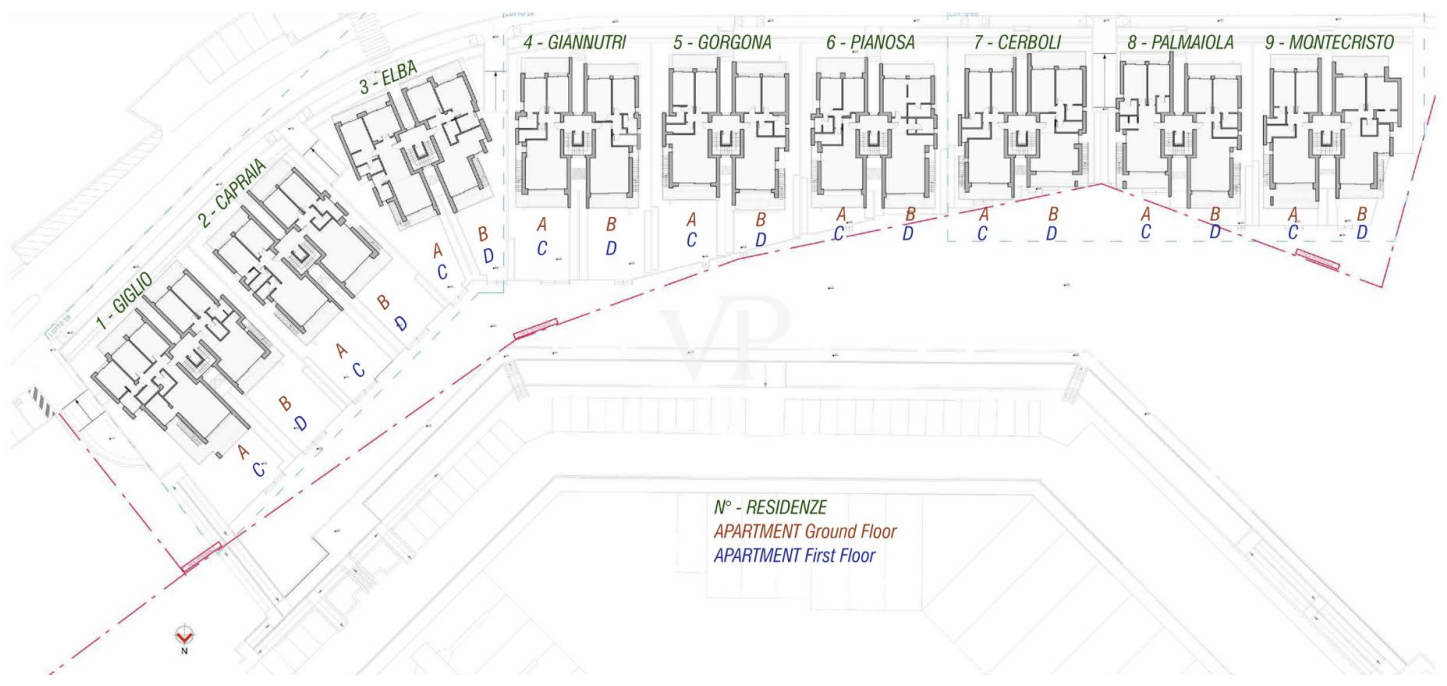 4 - GIANNUTRI
5 - GORGONA
6 - PIANOSA
7 - CERBOLI
8 - PALMAIOLA
9 - MONTECRISTO
3 - ELBA
2 - CAPRAIA
1 - GIGLIO
A B
C D
A B
C D
A B
C D
A B
C D
A B
C D
A B
C D
A B
C D
A B
C D
A B
C D
VP
N° - RESIDENZE
APARTMENT Ground Floor
APARTMENT First Floor
N